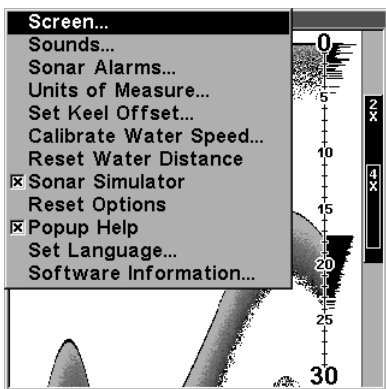 Screen...
Sounds...
Sonar Alarms...
Units of Measure...
Set Keel Offset...
Calibrate Water Speed...
Reset Water Distance
Sonar Simulator
Reset Options
Popup Help
Set Language...
Software Information...
0
5
10
15
20
25
30
2X
4X